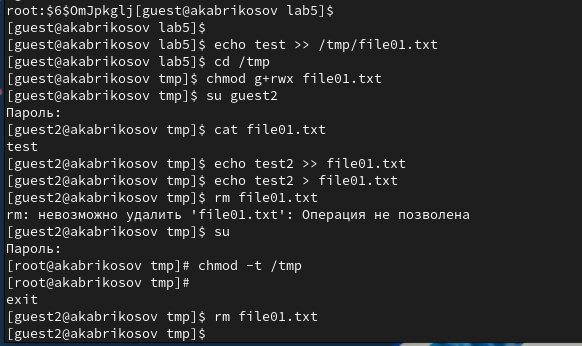 root:$6$OmJpkglj[guest@akabrikosov lab5]$
[guest@akabrikosov lab5]$
[guest@akabrikosov lab5]$ echo test >> /tmp/file01.txt
[guest@akabrikosov lab5]$ cd /tmp
[guest@akabrikosov tmp]$ chmod g+rwx file01.txt
[guest@akabrikosov tmp]$ su guest2
Пароль:
[guest2@akabrikosov tmp]$ cat file01.txt
test
[guest2@akabrikosov tmp]$ echo test2 >> file01.txt
[guest2@akabrikosov tmp]$ echo test2 > file01.txt
[guest2@akabrikosov tmp]$ rm file01.txt
rm: невозможно удалить 'file01.txt': Операция не позволена
[guest2@akabrikosov tmp]$ su
Пароль:
[root@akabrikosov tmp]# chmod -t /tmp
[root@akabrikosov tmp]#
exit
[guest2@akabrikosov tmp]$ rm file01.txt
[guest2@akabrikosov tmp]$